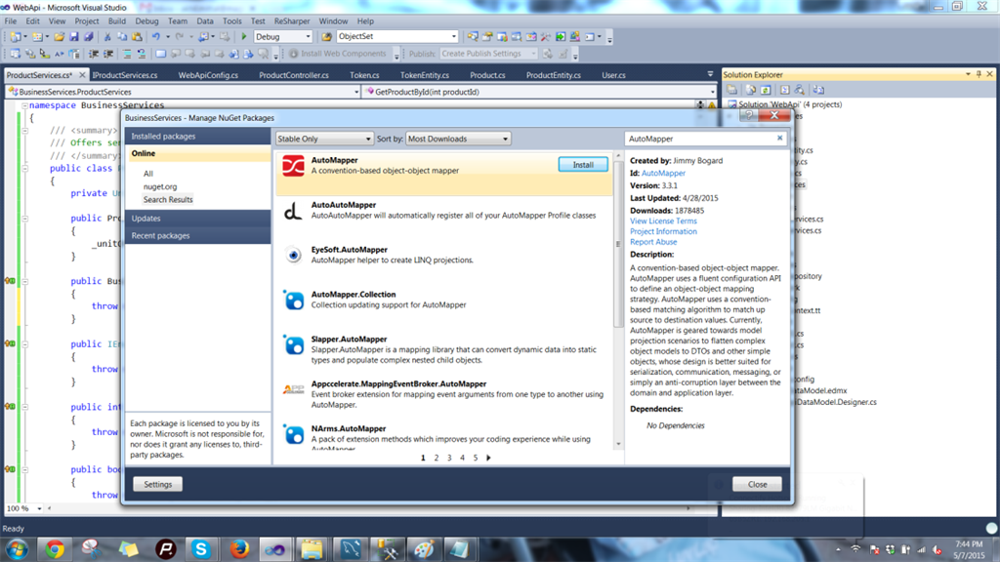 WebApi - Microsoft Visual Studio
File Edit View Project Build Debug Team Data Tools Test ReSharper Window Help
Debug ObjectSet
Install Web Components Publish: Create Publish Settings
ProductServices.cs* IProductServices.cs WebApiConfig.cs ProductController.cs Token.cs TokenEntity.cs Product.cs ProductEntity.cs User.cs
BusinessServices.ProductServices GetProductById(int productId)
Solution Explorer
Solution 'WebApi' (4 projects)
namespace BusinessServices
{
/// <summary>
/// Offers ser
/// </summary>
public class
{
private
public Pro
{
_unit
}
public Bus
{
throw
}
public IE
{
throw
}
public int
{
throw
}
public boo
{
throw
BusinessServices - Manage NuGet Packages
Installed packages
Online
All
nuget.org
Search Results
Updates
Recent packages
Each package is licensed to you by its
owner. Microsoft is not responsible for,
nor does it grant any licenses to, third-
party packages.
Settings
Stable Only Sort by: Most Downloads
AutoMapper
A convention-based object-object mapper
Install
AutoAutoMapper
AutoAutoMapper will automatically register all of your AutoMapper Profile classes
EyeSoft.AutoMapper
AutoMapper helper to create LINQ projections.
AutoMapper.Collection
Collection updating support for AutoMapper
Slapper.AutoMapper
Slapper.AutoMapper is a mapping library that can convert dynamic data into static
types and populate complex nested child objects.
Appccelerate.MappingEventBroker.AutoMapper
Event broker extension for mapping event arguments from one type to another using
AutoMapper.
NArms.AutoMapper
A pack of extension methods which improves your coding experience while using
AutoMapper
1 2 3 4 5
AutoMapper
Created by: Jimmy Bogard
Id: AutoMapper
Version: 3.3.1
Last Updated: 4/28/2015
Downloads: 1878485
View License Terms
Project Information
Report Abuse
Description:
A convention-based object-object mapper.
AutoMapper uses a fluent configuration API
to define an object-object mapping
strategy. AutoMapper uses a convention-
based matching algorithm to match up
source to destination values. Currently,
AutoMapper is geared towards model
projection scenarios to flatten complex
object models to DTOs and other simple
objects, whose design is better suited for
serialization, communication, messaging, or
simply an anti-corruption layer between the
domain and application layer.
Dependencies:
No Dependencies
Close
es
tity.cs
y.cs
cs
ces
rvices.cs
vices.cs
pository
rk
g
ontext.tt
.cs
cs
s
onfig
DataModel.edmx
DataModel.Designer.cs
100 %
Ready
7:44 PM
5/7/2015